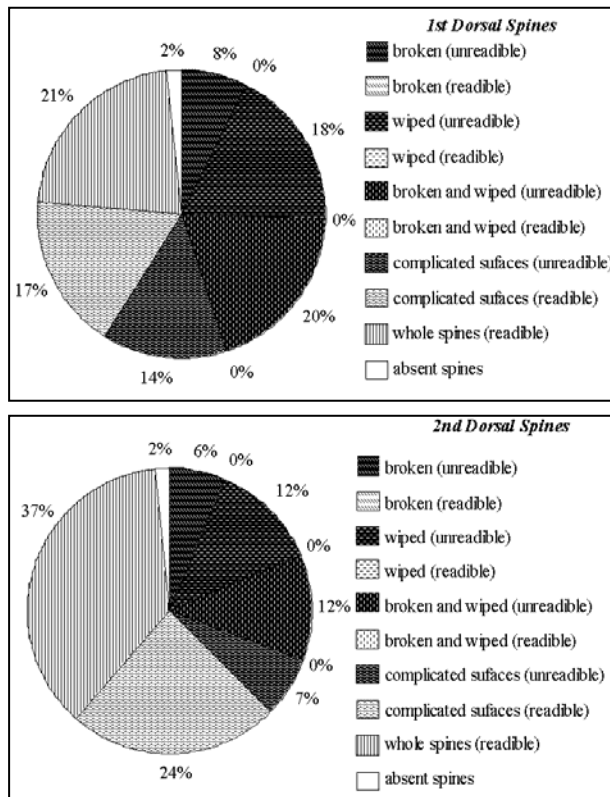 1st Dorsal Spines
2%
8%
0%
18%
0%
20%
0%
14%
17%
21%
broken (unreadible)
broken (readible)
wiped (unreadible)
wiped (readible)
broken and wiped (unreadible)
broken and wiped (readible)
complicated sufaces (unreadible)
complicated sufaces (readible)
whole spines (readible)
absent spines
2nd Dorsal Spines
2%
6%
0%
12%
0%
12%
0%
7%
24%
37%
broken (unreadible)
broken (readible)
wiped (unreadible)
wiped (readible)
broken and wiped (unreadible)
broken and wiped (readible)
complicated sufaces (unreadible)
complicated sufaces (readible)
whole spines (readible)
absent spines